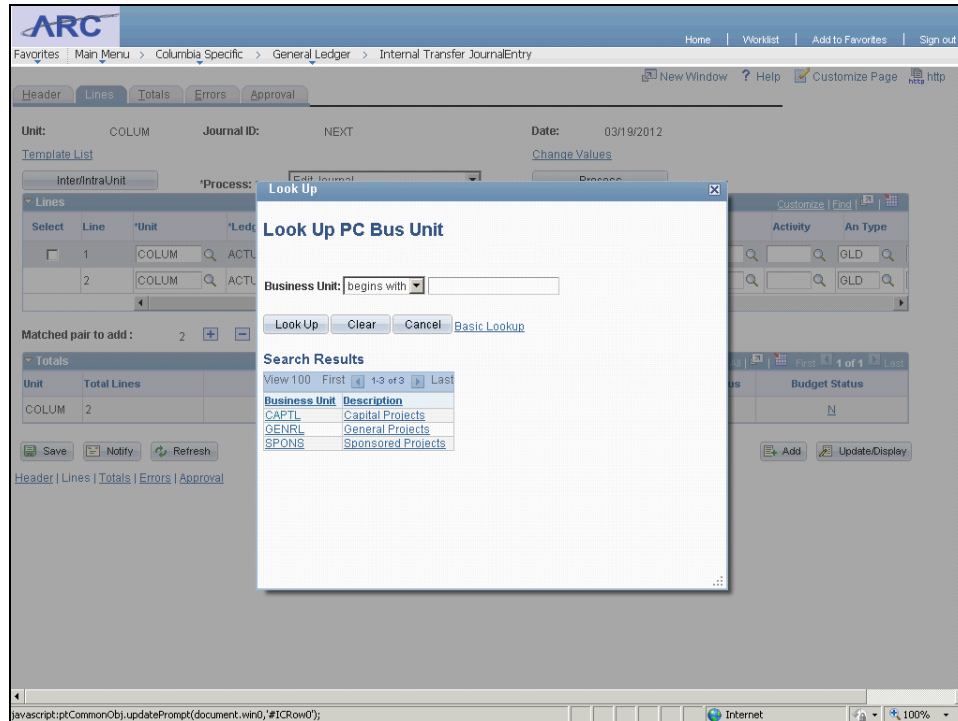 ARC
Home | Worklist | Add to Favorites | Sign out
Favorites Main Menu > Columbia Specific > General Ledger > Internal Transfer JournalEntry
New Window ? Help Customize Page http
Header Lines Totals Errors Approval
Unit: COLUM Journal ID: NEXT Date: 03/19/2012
Template List Change Values
Inter/IntraUnit *Process: Edit Journal Process
Lines Customize | Find |
Select Line *Unit Activity An Type
1 COLUM ACTU GLD
2 COLUM ACTU GLD
Matched pair to add : 2
Totals First 1 of 1 Last
Unit Total Lines Budget Status
COLUM 2 N
Save Notify Refresh Add Update/Display
Header | Lines | Totals | Errors | Approval
Look Up
Look Up PC Bus Unit
Business Unit: begins with
Look Up Clear Cancel Basic Lookup
Search Results
View 100 First 1-3 of 3 Last
Business Unit Description
CAPTL Capital Projects
GENRL General Projects
SPONS Sponsored Projects
javascript:ptCommonObj.updatePrompt(document.win0,'#ICRow0'); Internet 100%